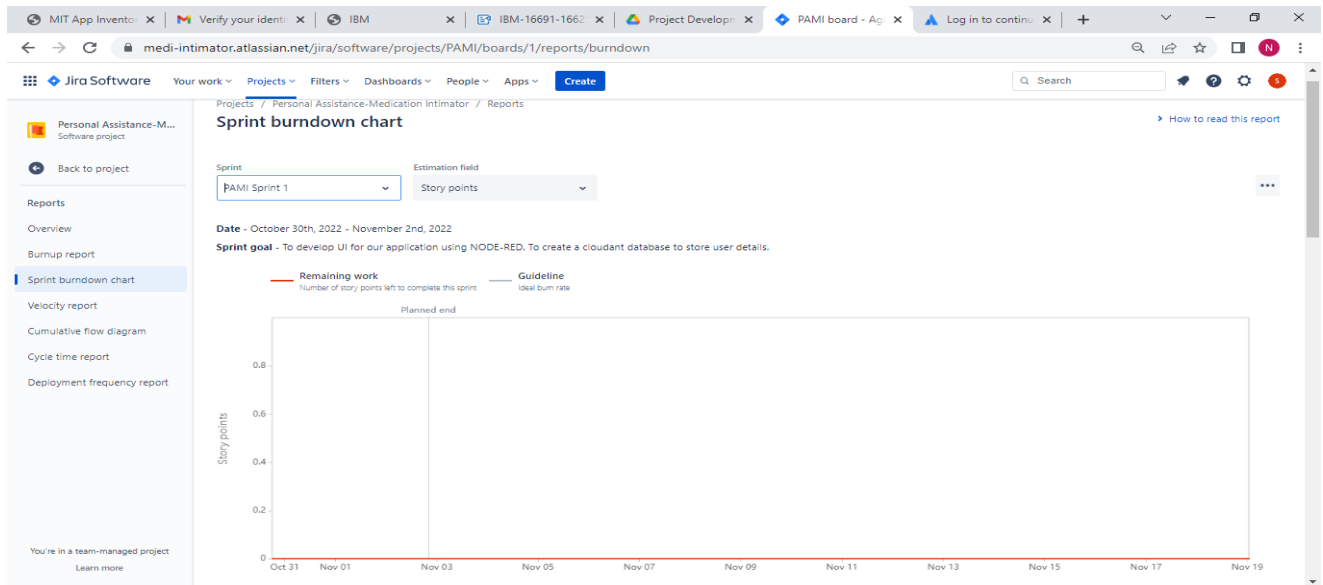 MIT App Inventor
Verify your identi
IBM
IBM-16691-1662
Project Developm
PAMI board - Ag
Log in to continu
medi-intimator.atlassian.net/jira/software/projects/PAMI/boards/1/reports/burndown
N
Jira Software
Your work
Projects
Filters
Dashboards
People
Apps
Create
Search
S
Projects / Personal Assistance-Medication Intimator / Reports
Sprint burndown chart
How to read this report
Personal Assistance-M...
Software project
Back to project
Reports
Overview
Burnup report
Sprint burndown chart
Velocity report
Cumulative flow diagram
Cycle time report
Deployment frequency report
You're in a team-managed project
Learn more
Sprint
Estimation field
PAMI Sprint 1
Story points
Date - October 30th, 2022 - November 2nd, 2022
Sprint goal - To develop UI for our application using NODE-RED. To create a cloudant database to store user details.
Remaining work
Number of story points left to complete this sprint
Guideline
Ideal burn rate
Planned end
Story points
0.8
0.6
0.4
0.2
0
Oct 31 Nov 01 Nov 03 Nov 05 Nov 07 Nov 09 Nov 11 Nov 13 Nov 15 Nov 17 Nov 19